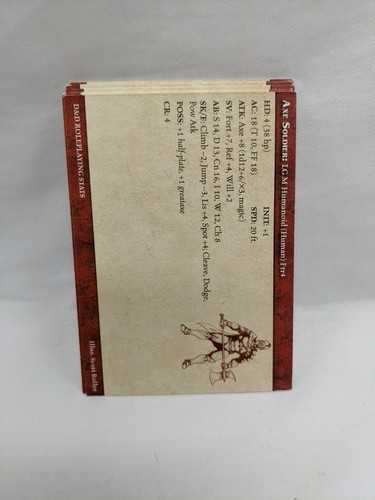 AXE SOLDIER: LG M Humanoid (Human) Ftr4
HD: 4 (38 hp) INIT: +1
AC: 18 (T 10, FF 18) SPD: 20 ft.
ATK: Axe +8 (1d12+6/×3, magic)
SV: Fort +7, Ref +4, Will +2
AB: S 14, D 13, Cn 16, I 10, W 12, Ch 8
SK/F: Climb –2, Jump –3, Lis +4, Spot +4; Cleave, Dodge,
Pow Atk
POSS: +1 half-plate, +1 greataxe
CR: 4
D&D ROLEPLAYING STATS
Illus. Scott Roller